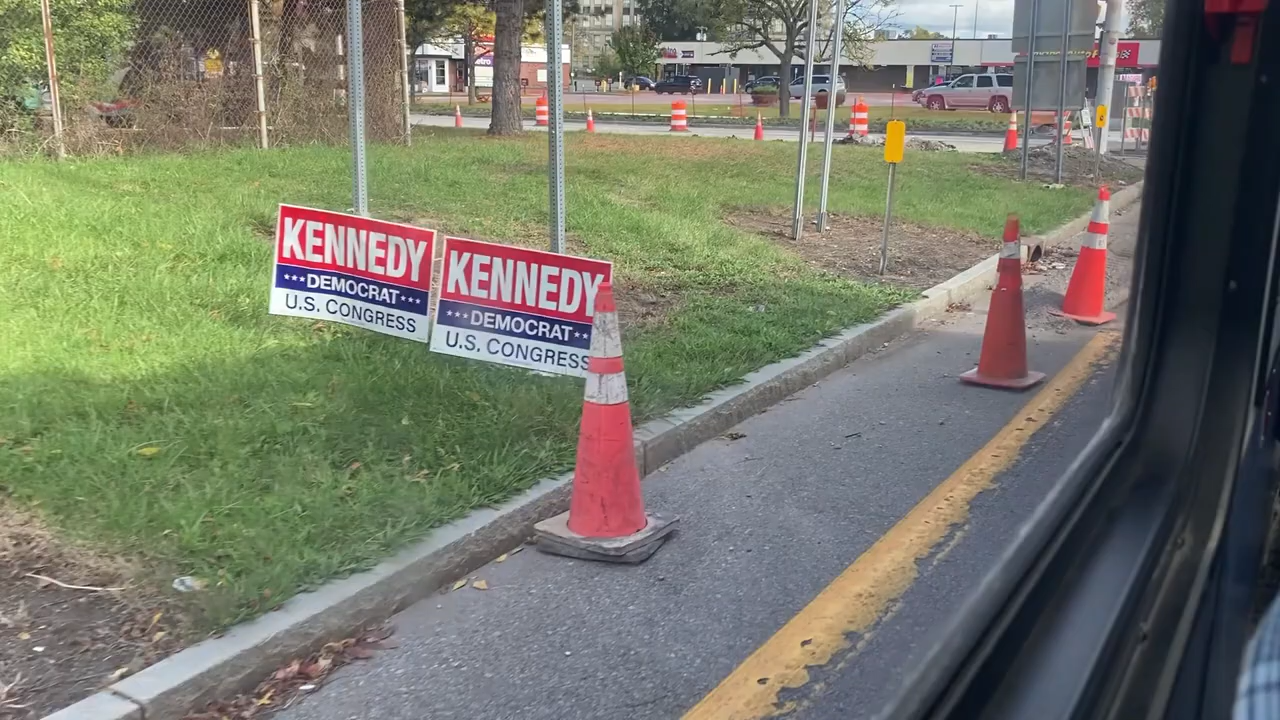 KENNEDY
DEMOCRAT
U.S. CONGRESS
KENNEDY
DEMOCRAT
U.S. CONGRESS